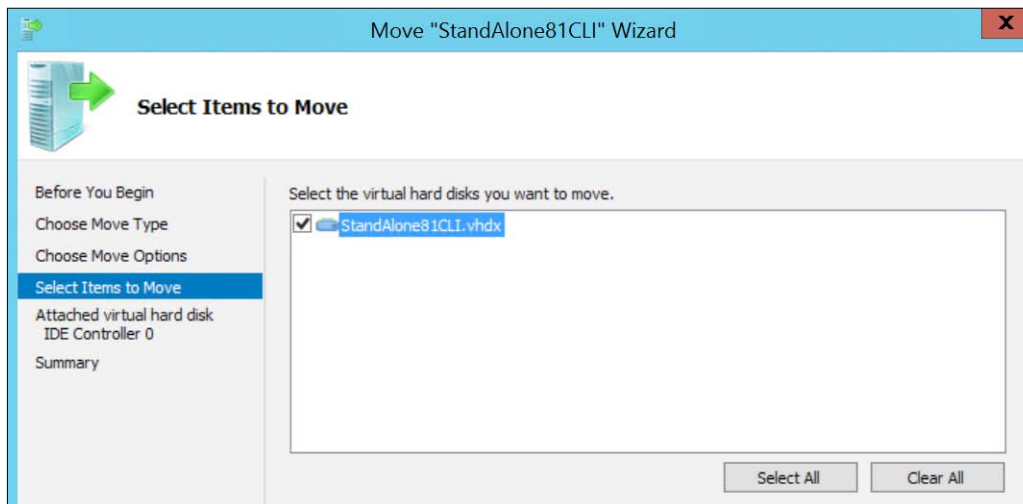 Move "StandAlone81CLI" Wizard
X
Select Items to Move
Before You Begin
Choose Move Type
Choose Move Options
Select Items to Move
Attached virtual hard disk
IDE Controller 0
Summary
Select the virtual hard disks you want to move.
StandAlone81CLI.vhdx
Select All
Clear All